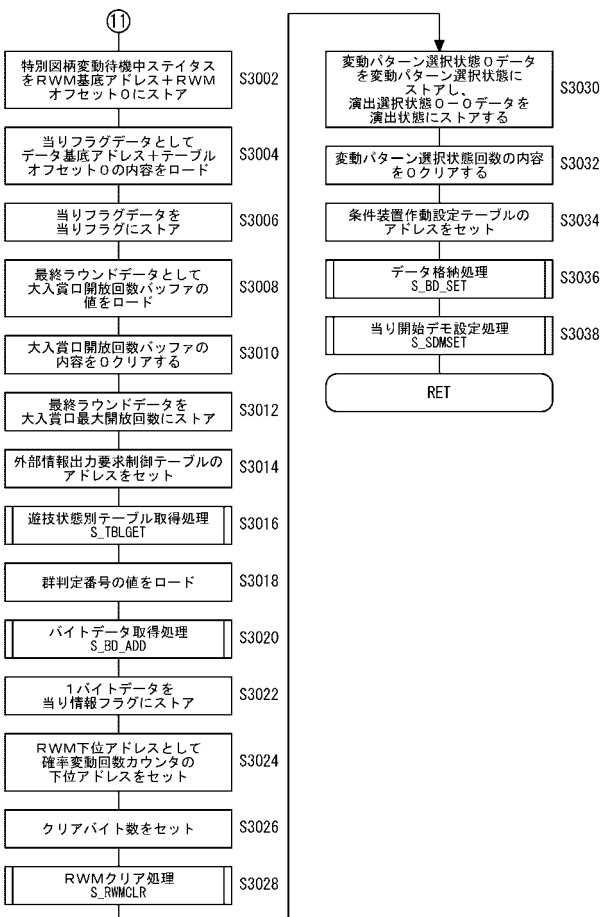 11
特別図柄変動待機中ステイタス
をRWM基底アドレス+RWM
オフセット0にストア
S3002
当りフラグデータとして
データ基底アドレス+テーブル
オフセット0の内容をロード
S3004
当りフラグデータを
当りフラグにストア
S3006
最終ラウンドデータとして
大入賞口開放回数バッファの
値をロード
S3008
大入賞口開放回数バッファの
内容を0クリアする
S3010
最終ラウンドデータを
大入賞口最大開放回数にストア
S3012
外部情報出力要求制御テーブルの
アドレスをセット
S3014
遊技状態別テーブル取得処理
S_TBLGET
S3016
群判定番号の値をロード
S3018
バイトデータ取得処理
S_BD_ADD
S3020
1バイトデータを
当り情報フラグにストア
S3022
RWM下位アドレスとして
確率変動回数カウンタの
下位アドレスをセット
S3024
クリアバイト数をセット
S3026
RWMクリア処理
S_RWMCLR
S3028
変動パターン選択状態0データ
を変動パターン選択状態に
ストアし、
演出選択状態0-0データを
演出状態にストアする
S3030
変動パターン選択状態回数の内容
を0クリアする
S3032
条件装置作動設定テーブルの
アドレスをセット
S3034
データ格納処理
S_BD_SET
S3036
当り開始デモ設定処理
S_SDMSET
S3038
RET